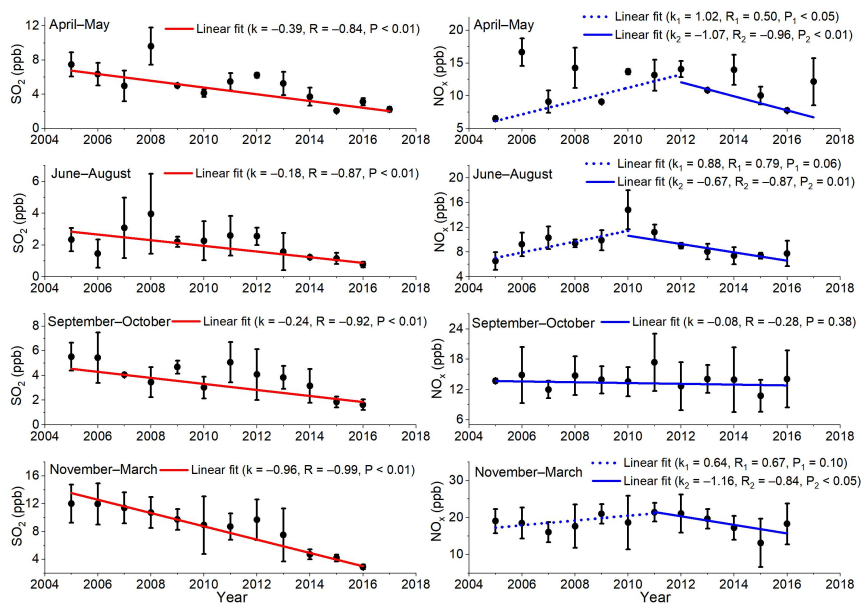 April–May
Linear fit (k = –0.39, R = –0.84, P < 0.01)
SO2 (ppb)
12
8
4
0
2004 2006 2008 2010 2012 2014 2016 2018
April–May
Linear fit (k1 = 1.02, R1 = 0.50, P1 < 0.05)
Linear fit (k2 = –1.07, R2 = –0.96, P2 < 0.01)
NOx (ppb)
20
15
10
5
2004 2006 2008 2010 2012 2014 2016 2018
June–August
Linear fit (k = –0.18, R = –0.87, P < 0.01)
SO2 (ppb)
6
4
2
0
2004 2006 2008 2010 2012 2014 2016 2018
June–August
Linear fit (k1 = 0.88, R1 = 0.79, P1 = 0.06)
Linear fit (k2 = –0.67, R2 = –0.87, P2 = 0.01)
NOx (ppb)
20
16
12
8
4
2004 2006 2008 2010 2012 2014 2016 2018
September–October
Linear fit (k = –0.24, R = –0.92, P < 0.01)
SO2 (ppb)
8
6
4
2
0
2004 2006 2008 2010 2012 2014 2016 2018
September–October
Linear fit (k = –0.08, R = –0.28, P = 0.38)
NOx (ppb)
24
18
12
6
2004 2006 2008 2010 2012 2014 2016 2018
November–March
Linear fit (k = –0.96, R = –0.99, P < 0.01)
SO2 (ppb)
16
12
8
4
2004 2006 2008 2010 2012 2014 2016 2018
Year
November–March
Linear fit (k1 = 0.64, R1 = 0.67, P1 = 0.10)
Linear fit (k2 = –1.16, R2 = –0.84, P2 < 0.05)
NOx (ppb)
30
20
10
2004 2006 2008 2010 2012 2014 2016 2018
Year